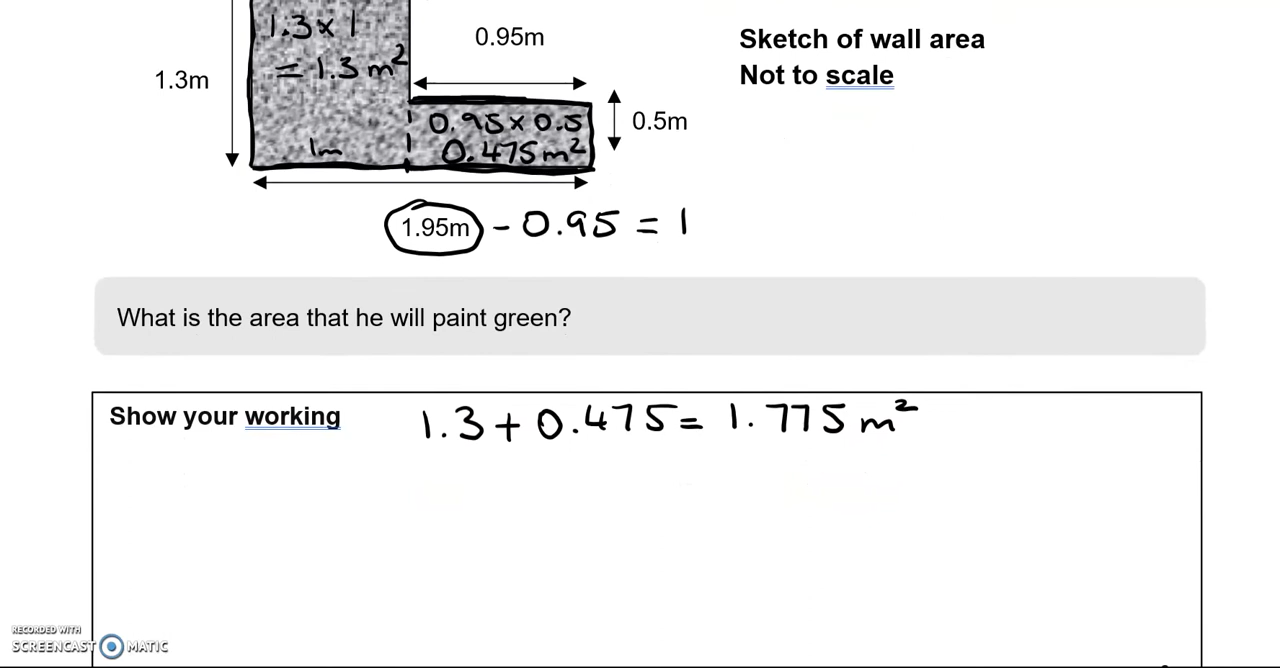 1.3 x 1
= 1.3 m²
0.95m
Sketch of wall area
Not to scale
1.3m
0.95 x 0.5
0.475 m²
0.5m
1m
1.95m - 0.95 = 1
What is the area that he will paint green?
Show your working
1.3 + 0.475 = 1.775 m²
RECORDED WITH
SCREENCAST MATIC